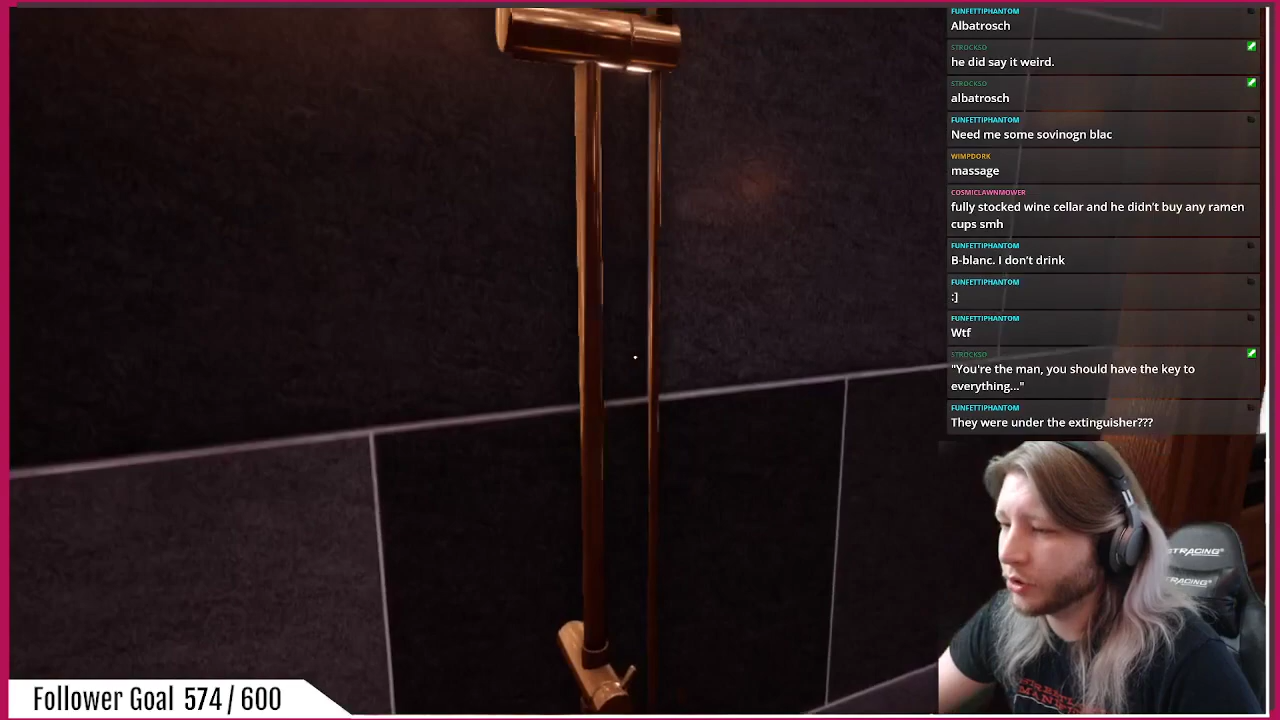 FUNFETTIPHANTOM
Albatrosch
STROCKSO
he did say it weird.
STROCKSO
albatrosch
FUNFETTIPHANTOM
Need me some sovinogn blac
WIMPDORK
massage
COSMICLAWNMOWER
fully stocked wine cellar and he didn't buy any ramen
cups smh
FUNFETTIPHANTOM
B-blanc. I don't drink
FUNFETTIPHANTOM
:]
FUNFETTIPHANTOM
Wtf
STROCKSO
"You're the man, you should have the key to
everything..."
FUNFETTIPHANTOM
They were under the extinguisher???
STRACING
STRACING
Follower Goal 574 / 600